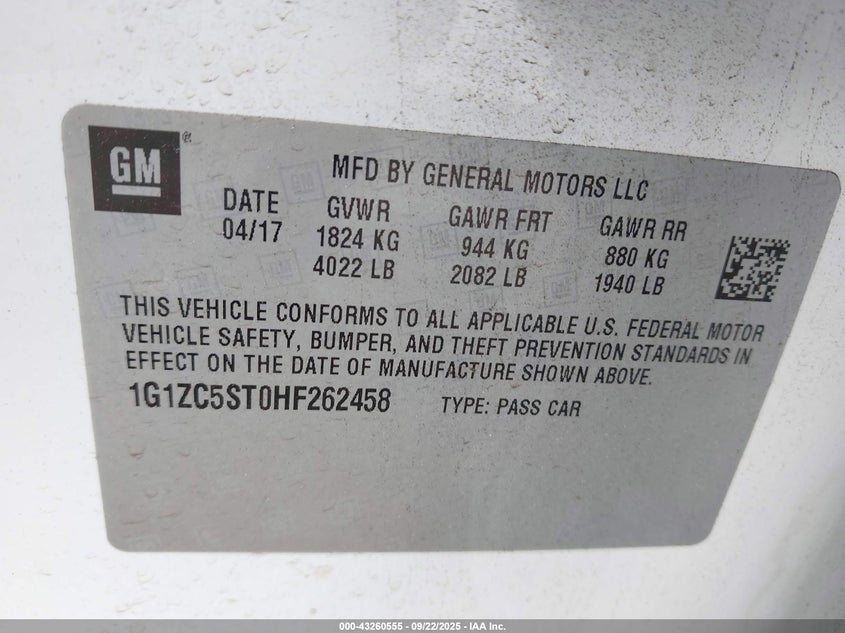 GM®
MFD BY GENERAL MOTORS LLC
DATE GVWR GAWR FRT GAWR RR
04/17 1824 KG 944 KG 880 KG
4022 LB 2082 LB 1940 LB
THIS VEHICLE CONFORMS TO ALL APPLICABLE U.S. FEDERAL MOTOR
VEHICLE SAFETY, BUMPER, AND THEFT PREVENTION STANDARDS IN
EFFECT ON THE DATE OF MANUFACTURE SHOWN ABOVE.
1G1ZC5ST0HF262458 TYPE: PASS CAR
000-43260555 - 09/22/2025 - IAA Inc.